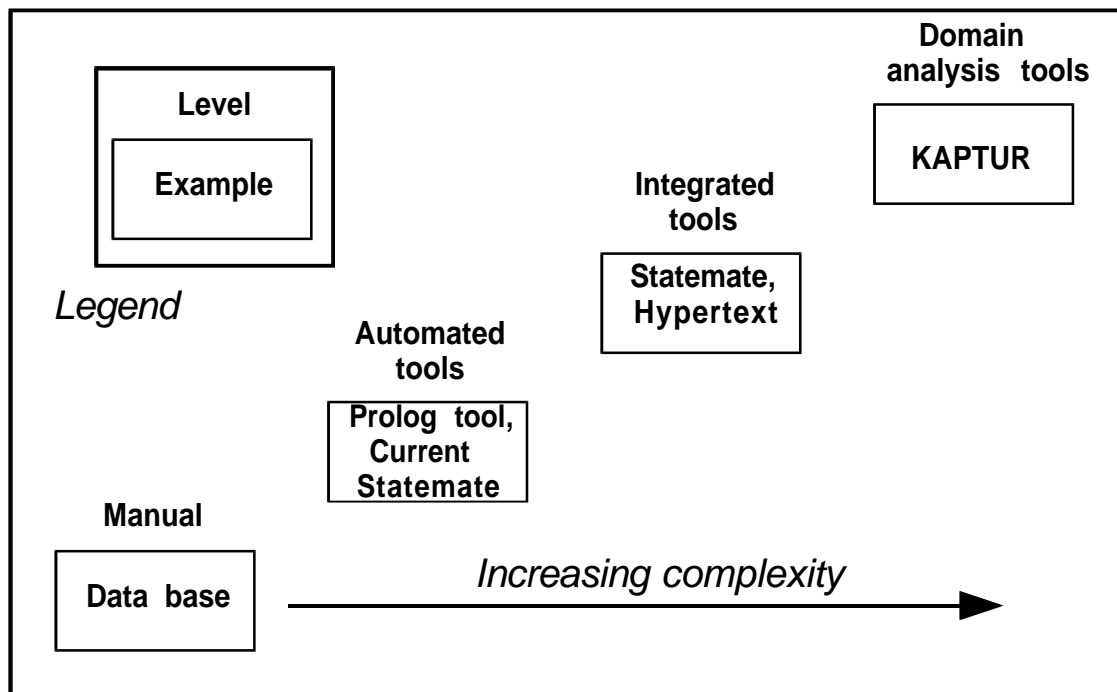 Domain
analysis tools
KAPTUR
Level
Example
Legend
Integrated
tools
Statemate,
Hypertext
Automated
tools
Prolog tool,
Current
Statemate
Manual
Data base
Increasing complexity